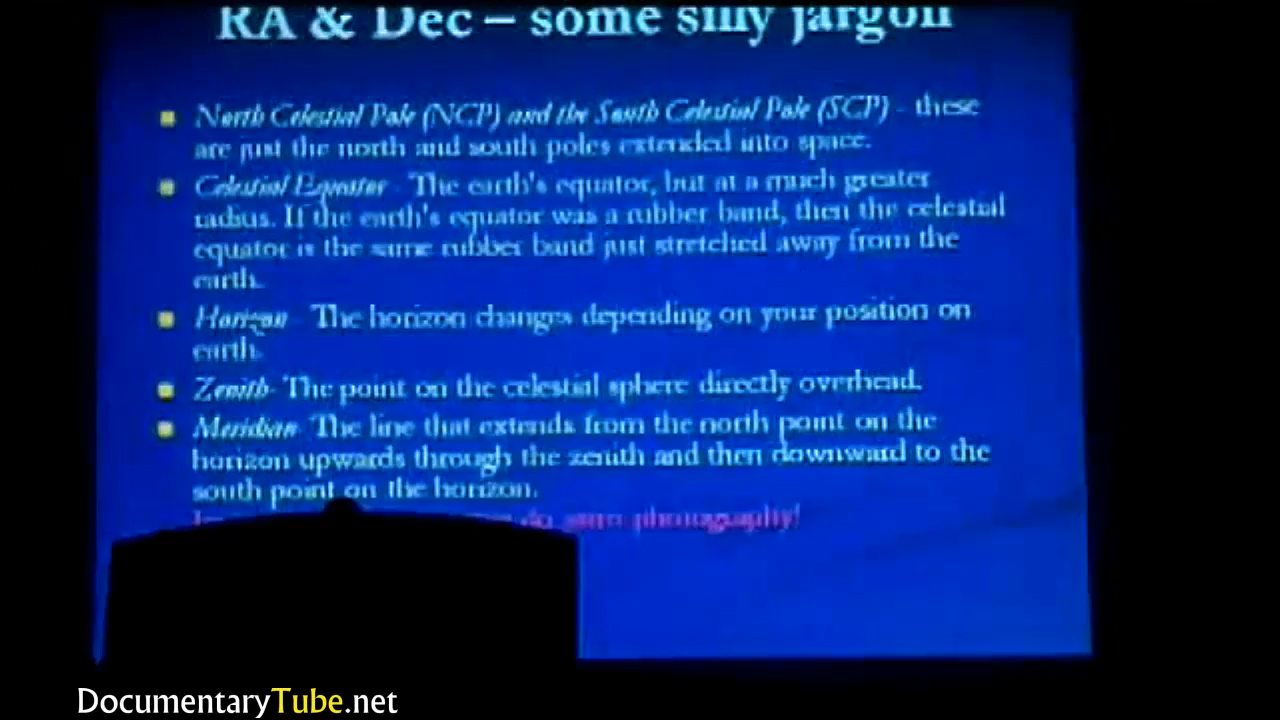 RA & Dec – some silly jargon
North Celestial Pole (NCP) and the South Celestial Pole (SCP) - these
are just the north and south poles extended into space.
Celestial Equator - The earth's equator, but at a much greater
radius. If the earth's equator was a rubber band, then the celestial
equator is the same rubber band just stretched away from the
earth.
Horizon - The horizon changes depending on your position on
earth.
Zenith- The point on the celestial sphere directly overhead.
Meridian- The line that extends from the north point on the
horizon upwards through the zenith and then downward to the
south point on the horizon.
do astro photography!
DocumentaryTube.net